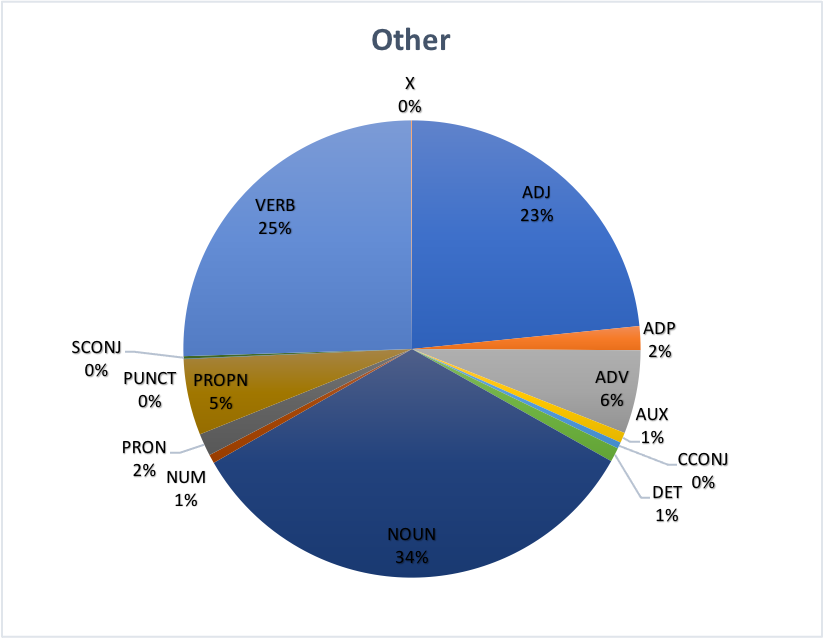 Other
X
0%
ADJ
23%
ADP
2%
ADV
6%
AUX
1%
CCONJ
0%
DET
1%
NOUN
34%
NUM
1%
PRON
2%
PROPN
5%
PUNCT
0%
SCONJ
0%
VERB
25%